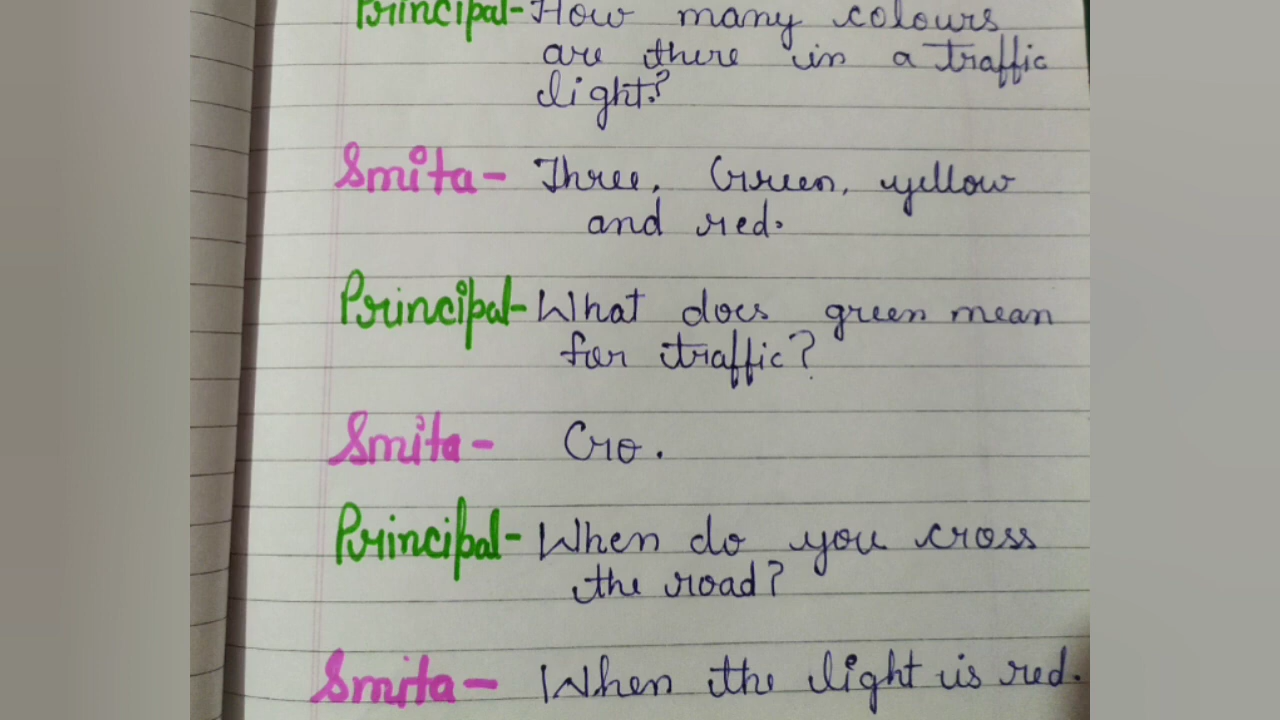 Principal- How many colours
are there in a traffic
light?
Smita- Three, Green, yellow
and red.
Principal- What does green mean
for traffic?
Smita- Go.
Principal- When do you cross
the road?
Smita- When the light is red.